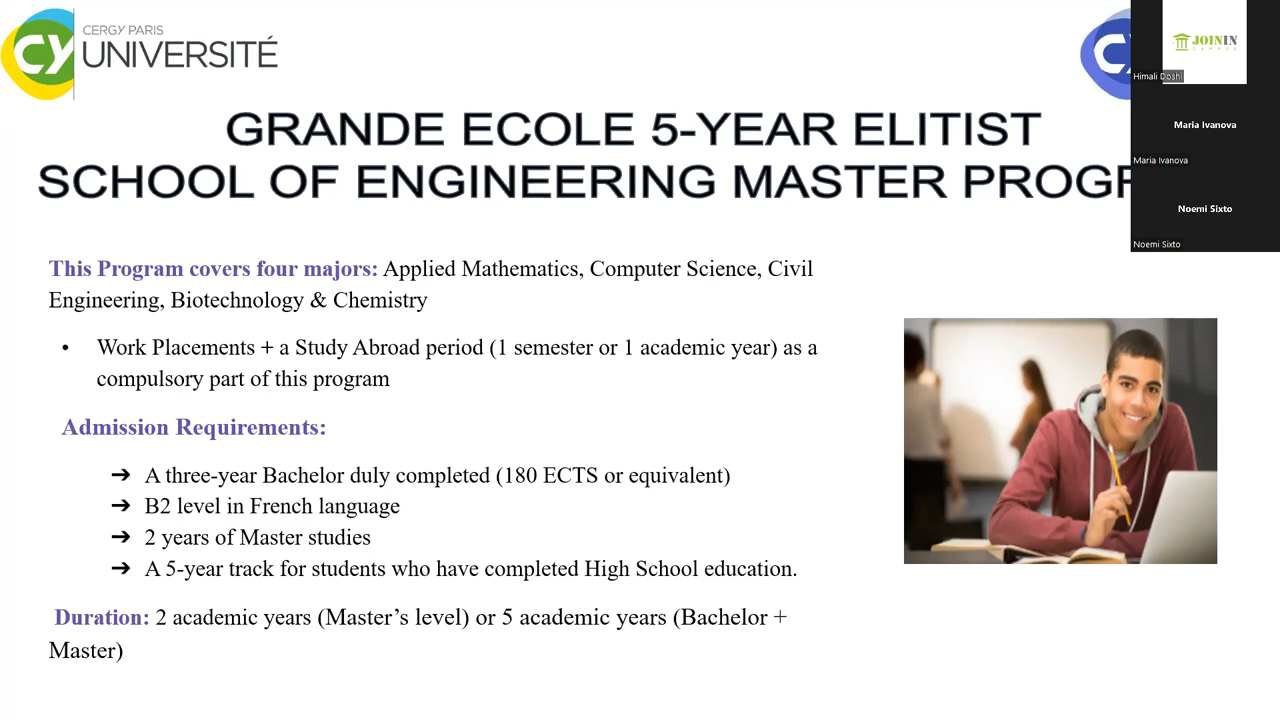 CY
CERGY PARIS
UNIVERSITÉ
GRANDE ECOLE 5-YEAR ELITIST
SCHOOL OF ENGINEERING MASTER
This Program covers four majors: Applied Mathematics, Computer Science, Civil
Engineering, Biotechnology & Chemistry
• Work Placements + a Study Abroad period (1 semester or 1 academic year) as a
compulsory part of this program
Admission Requirements:
➔ A three-year Bachelor duly completed (180 ECTS or equivalent)
➔ B2 level in French language
➔ 2 years of Master studies
➔ A 5-year track for students who have completed High School education.
Duration: 2 academic years (Master’s level) or 5 academic years (Bachelor +
Master)
JOININ
CAMPUS
Himali Doshi
Maria Ivanova
Maria Ivanova
Noemi Sixto
Noemi Sixto